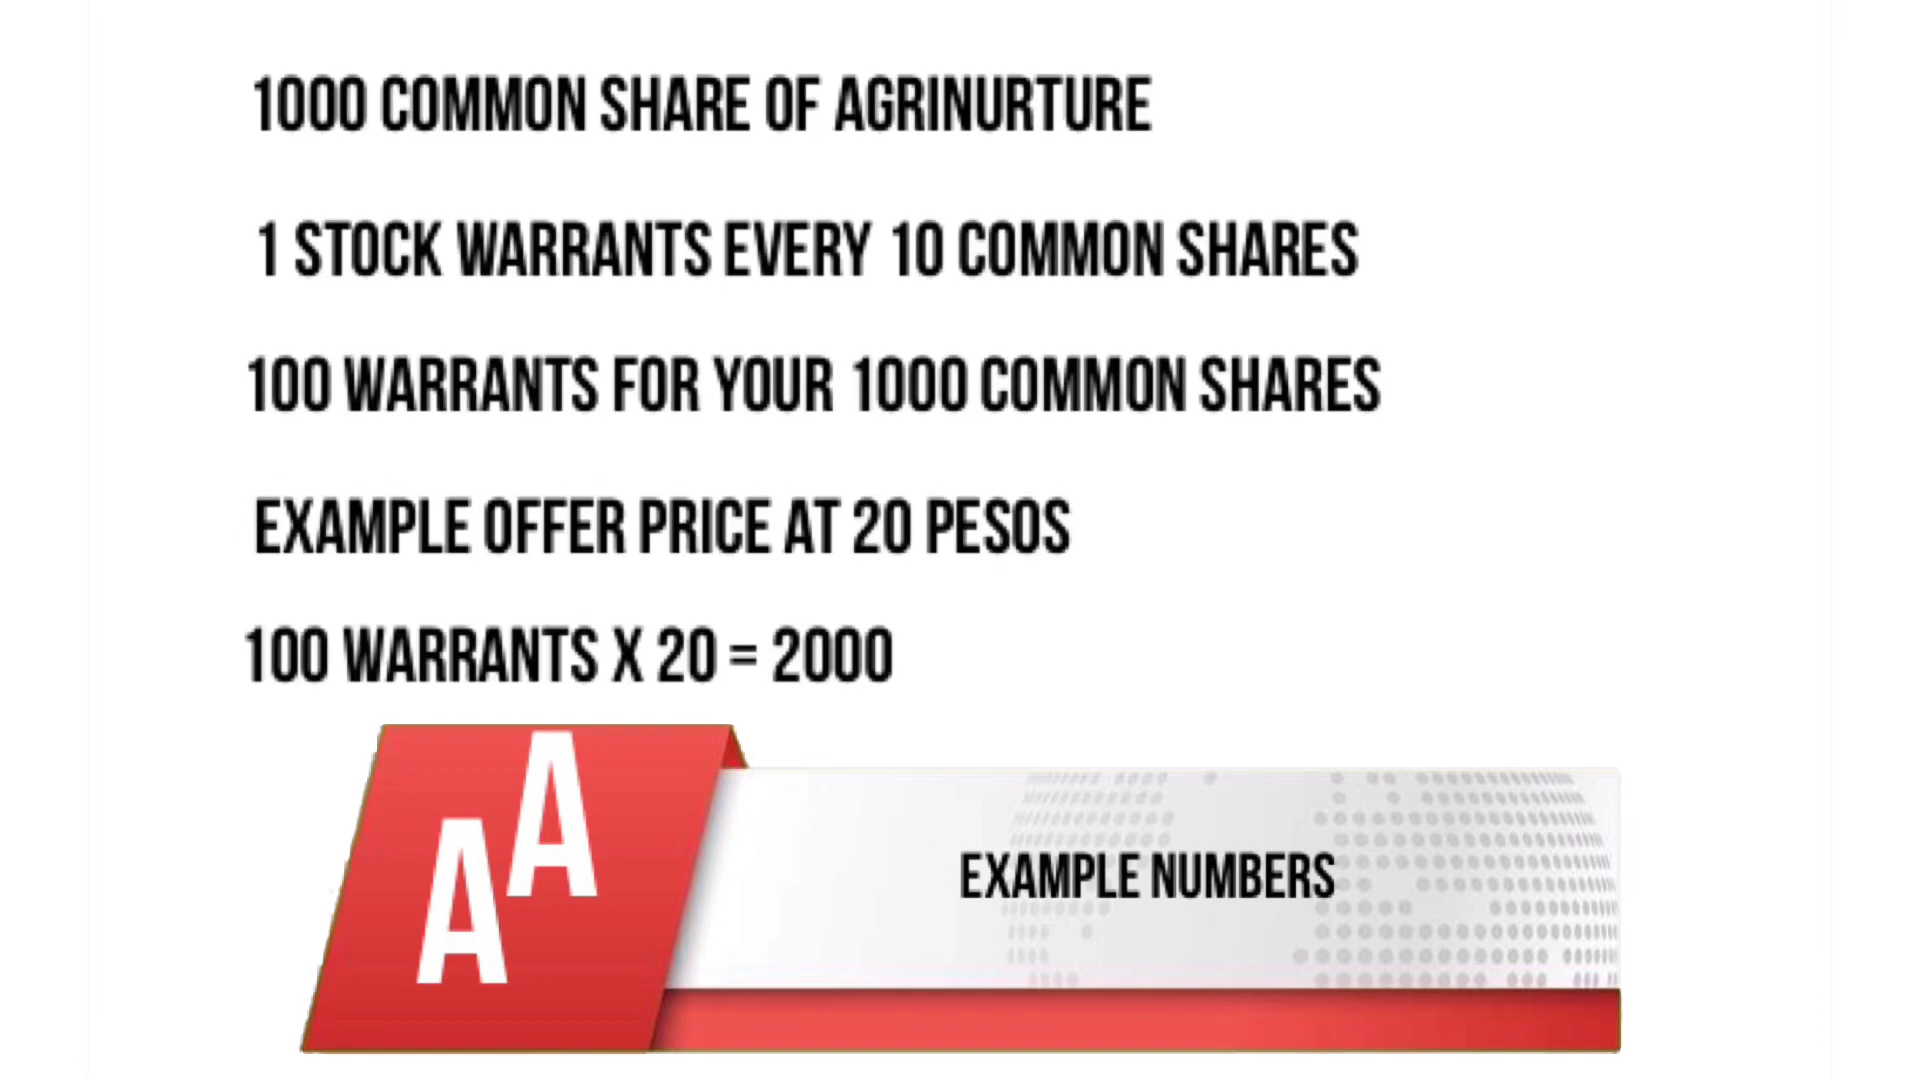 1000 COMMON SHARE OF AGRINURTURE
1 STOCK WARRANTS EVERY 10 COMMON SHARES
100 WARRANTS FOR YOUR 1000 COMMON SHARES
EXAMPLE OFFER PRICE AT 20 PESOS
100 WARRANTS X 20 = 2000
AA
EXAMPLE NUMBERS